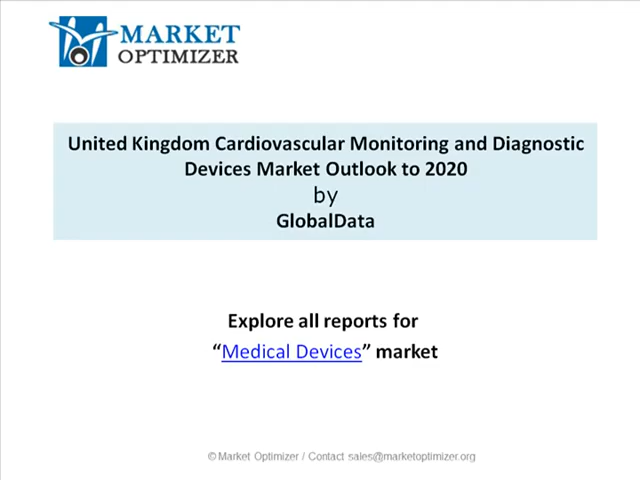 MARKET
OPTIMIZER
United Kingdom Cardiovascular Monitoring and Diagnostic
Devices Market Outlook to 2020
by
GlobalData
Explore all reports for
“Medical Devices” market
© Market Optimizer / Contact sales@marketoptimizer.org